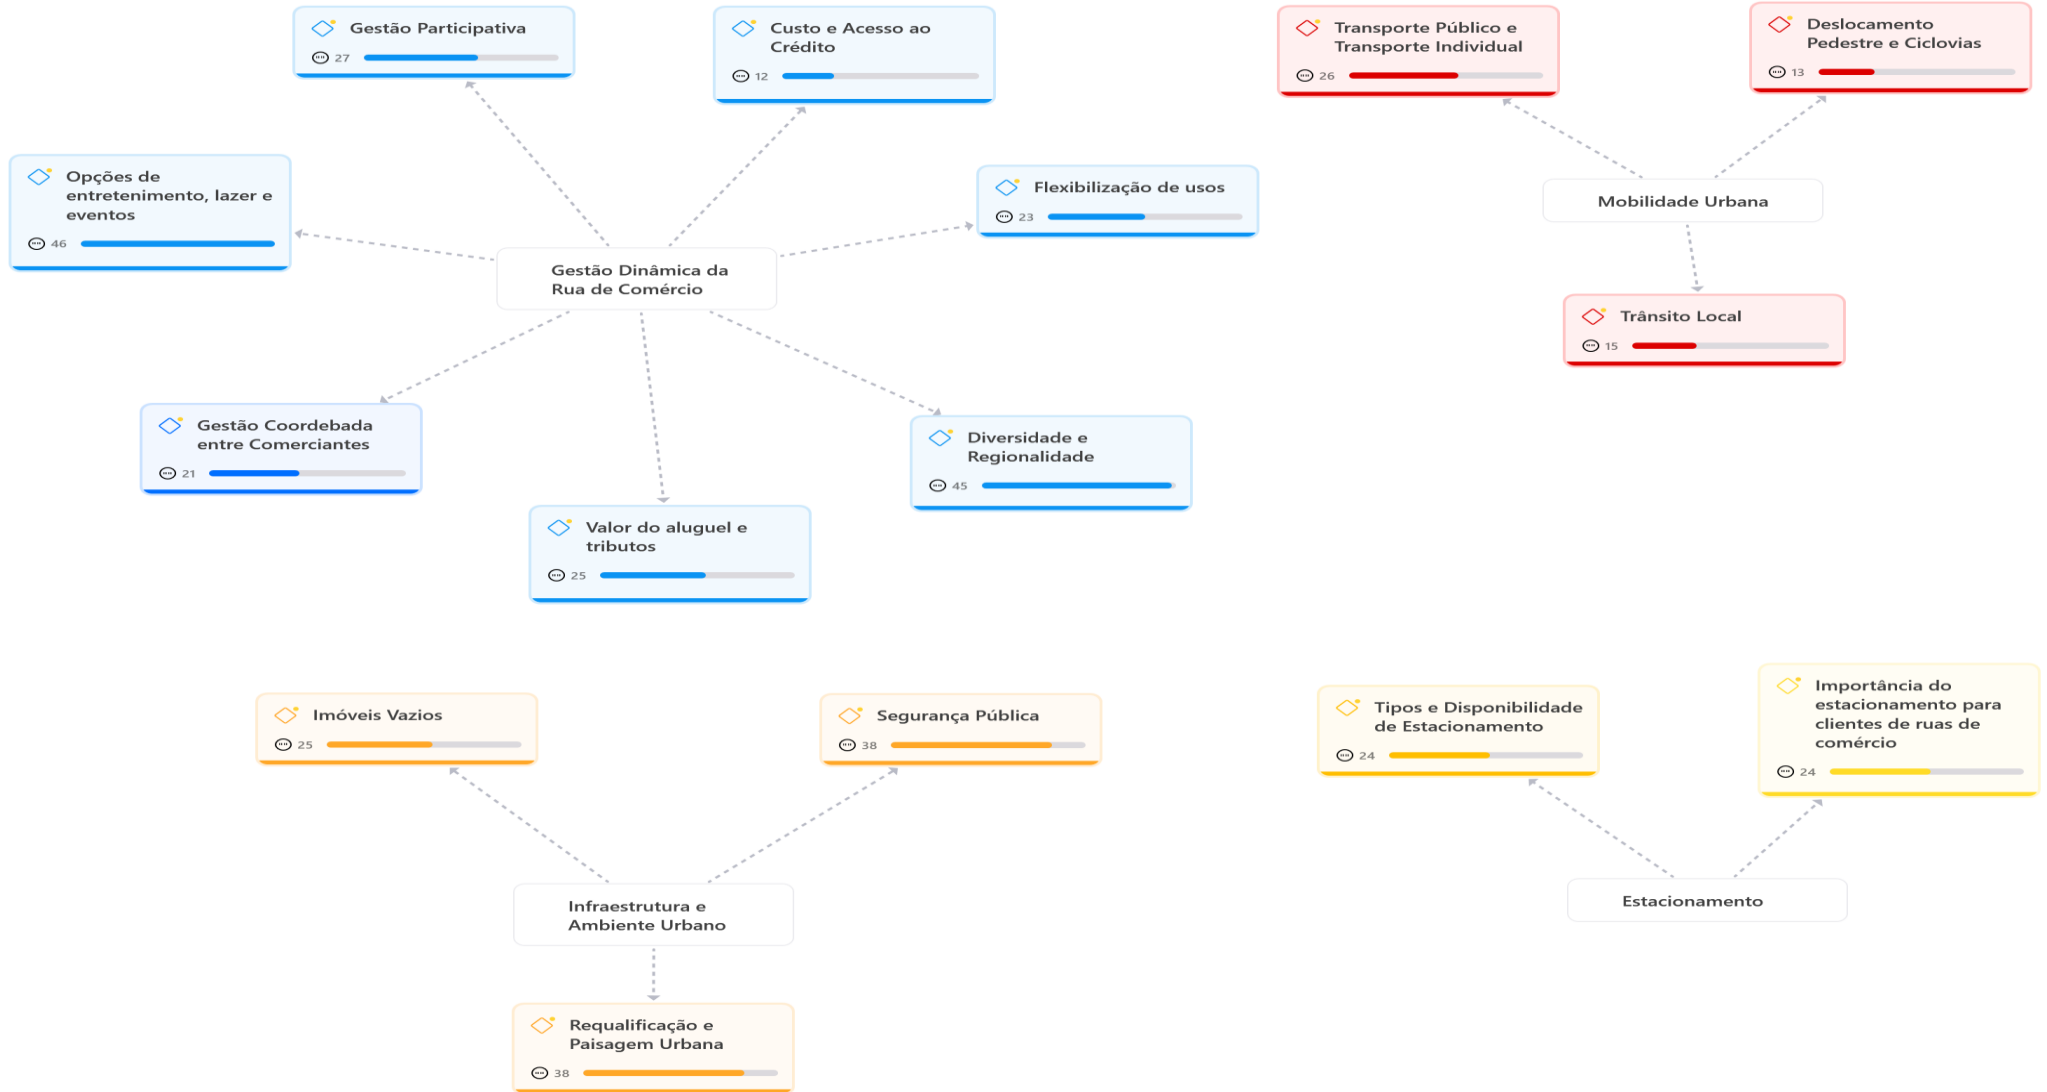 Gestão Participativa
27
Custo e Acesso ao
Crédito
12
Opções de
entretenimento, lazer e
eventos
46
Flexibilização de usos
23
Gestão Dinâmica da
Rua de Comércio
Gestão Coordebada
entre Comerciantes
21
Diversidade e
Regionalidade
45
Valor do aluguel e
tributos
25
Transporte Público e
Transporte Individual
26
Deslocamento
Pedestre e Ciclovias
13
Mobilidade Urbana
Trânsito Local
15
Imóveis Vazios
25
Segurança Pública
38
Infraestrutura e
Ambiente Urbano
Requalificação e
Paisagem Urbana
38
Tipos e Disponibilidade
de Estacionamento
24
Importância do
estacionamento para
clientes de ruas de
comércio
24
Estacionamento